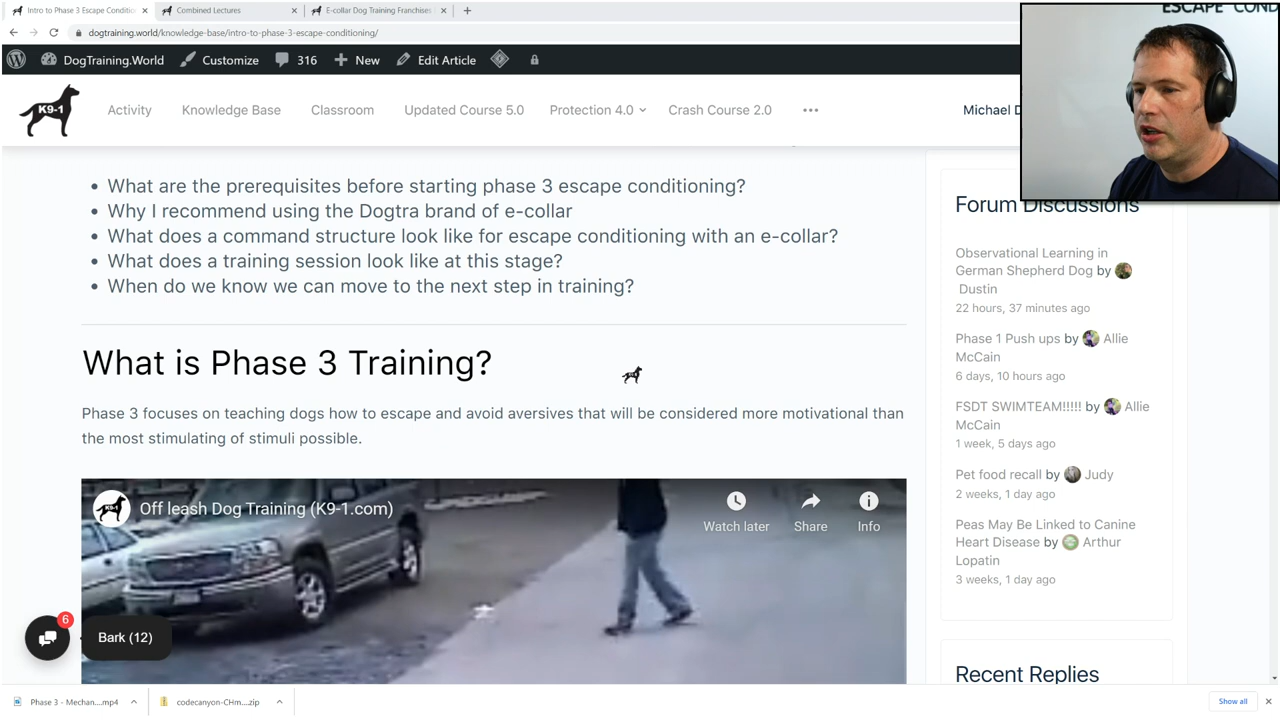 Intro to Phase 3 Escape Conditio
Combined Lectures
E-collar Dog Training Franchises
dogtraining.world/knowledge-base/intro-to-phase-3-escape-conditioning/
ESCAPE COND
DogTraining.World
Customize
316
New
Edit Article
K9-1
Activity
Knowledge Base
Classroom
Updated Course 5.0
Protection 4.0
Crash Course 2.0
Michael D
• What are the prerequisites before starting phase 3 escape conditioning?
• Why I recommend using the Dogtra brand of e-collar
• What does a command structure look like for escape conditioning with an e-collar?
• What does a training session look like at this stage?
• When do we know we can move to the next step in training?
What is Phase 3 Training?
Phase 3 focuses on teaching dogs how to escape and avoid aversives that will be considered more motivational than
the most stimulating of stimuli possible.
K9-1
Off leash Dog Training (K9-1.com)
Watch later
Share
Info
Forum Discussions
Observational Learning in
German Shepherd Dog by
Dustin
22 hours, 37 minutes ago
Phase 1 Push ups by Allie
McCain
6 days, 10 hours ago
FSDT SWIMTEAM!!!!! by Allie
McCain
1 week, 5 days ago
Pet food recall by Judy
2 weeks, 1 day ago
Peas May Be Linked to Canine
Heart Disease by Arthur
Lopatin
3 weeks, 1 day ago
Recent Replies
6
Bark (12)
Phase 3 - Mechan....mp4
codecanyon-CHm....zip
Show all